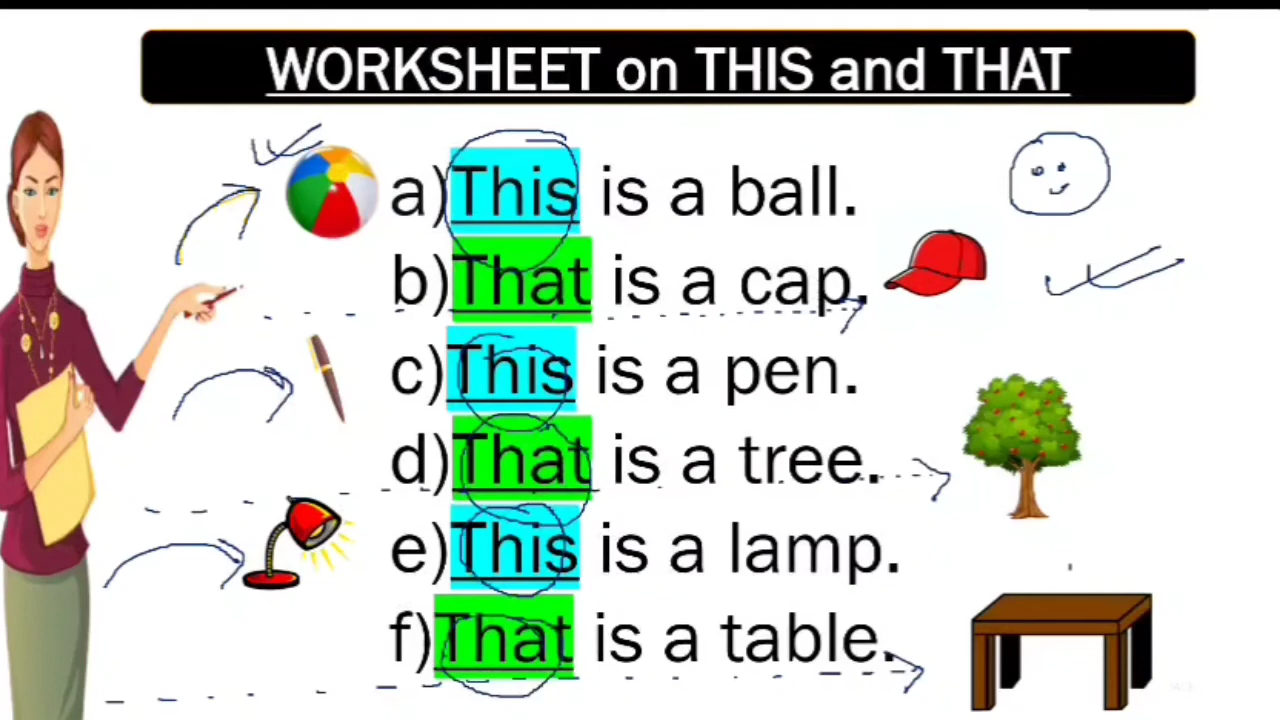 WORKSHEET on THIS and THAT
a) This is a ball.
b) That is a cap.
c) This is a pen.
d) That is a tree.
e) This is a lamp.
f) That is a table.